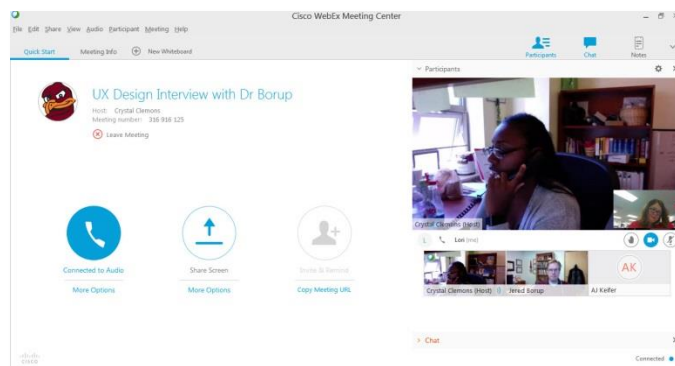 Cisco WebEx Meeting Center
File Edit Share View Audio Participant Meeting Help
Quick Start Meeting Info New Whiteboard
Participants Chat Notes
Participants
UX Design Interview with Dr Borup
Host: Crystal Clemons
Meeting number: 316 918 125
Leave Meeting
Crystal Clemons (Host)
Lori (me)
Connected to Audio Share Screen Invite & Remind
More Options More Options Copy Meeting URL
AK
Crystal Clemons (Host) Jered Borup AJ Kelfer
Chat
Connected
CISCO